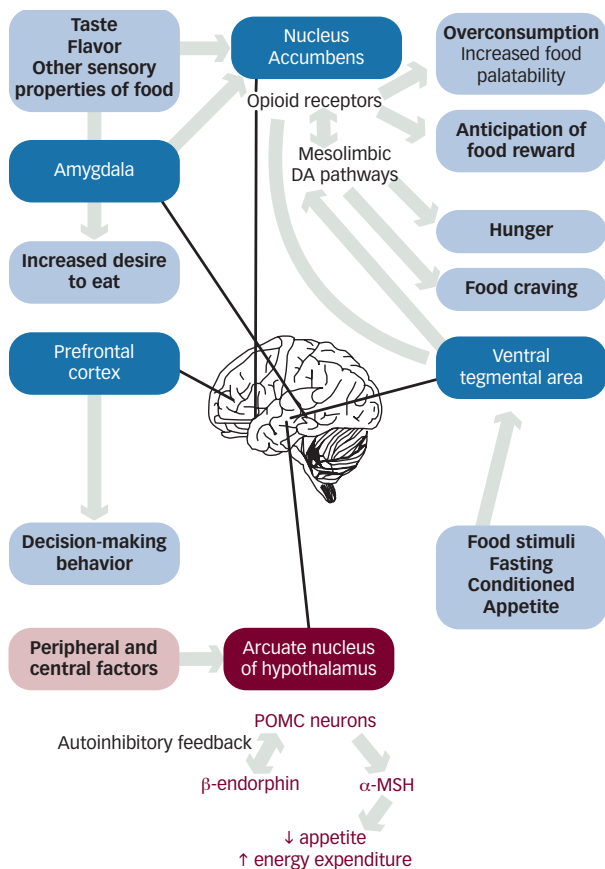 Taste
Flavor
Other sensory
properties of food
Nucleus
Accumbens
Overconsumption
Increased food
palatability
Opioid receptors
Anticipation of
food reward
Amygdala
Mesolimbic
DA pathways
Hunger
Increased desire
to eat
Food craving
Prefrontal
cortex
Ventral
tegmental area
Decision-making
behavior
Food stimuli
Fasting
Conditioned
Appetite
Peripheral and
central factors
Arcuate nucleus
of hypothalamus
POMC neurons
Autoinhibitory feedback
β-endorphin
α-MSH
↓ appetite
↑ energy expenditure